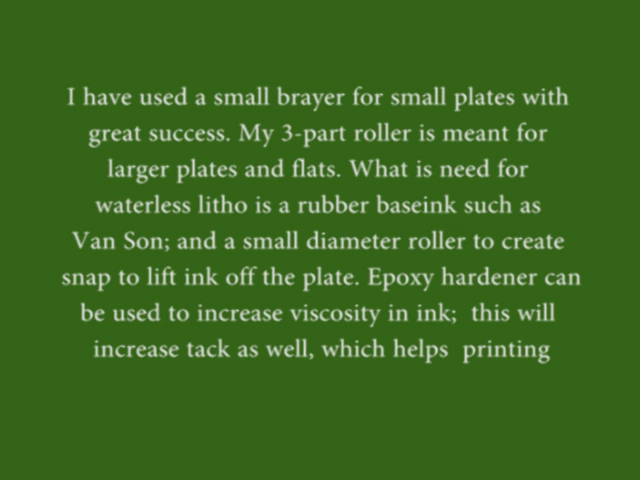 I have used a small brayer for small plates with
great success. My 3-part roller is meant for
larger plates and flats. What is need for
waterless litho is a rubber baseink such as
Van Son; and a small diameter roller to create
snap to lift ink off the plate. Epoxy hardener can
be used to increase viscosity in ink;  this will
increase tack as well, which helps  printing